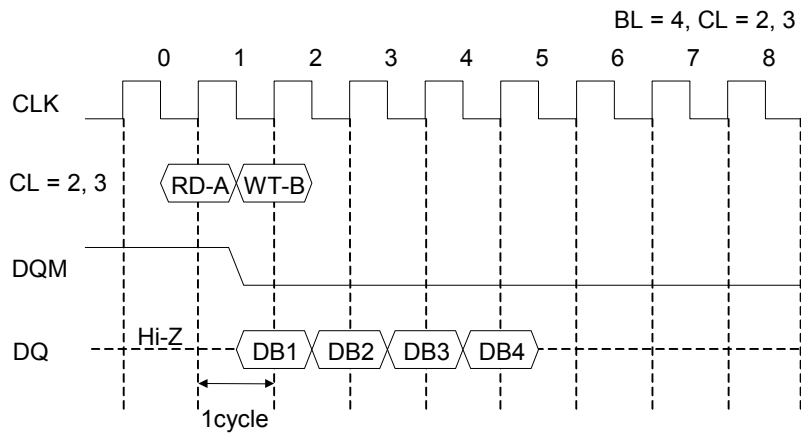 BL = 4, CL = 2, 3
0 1 2 3 4 5 6 7 8
CLK
CL = 2, 3 RD-A WT-B
DQM
Hi-Z
DQ DB1 DB2 DB3 DB4
1cycle